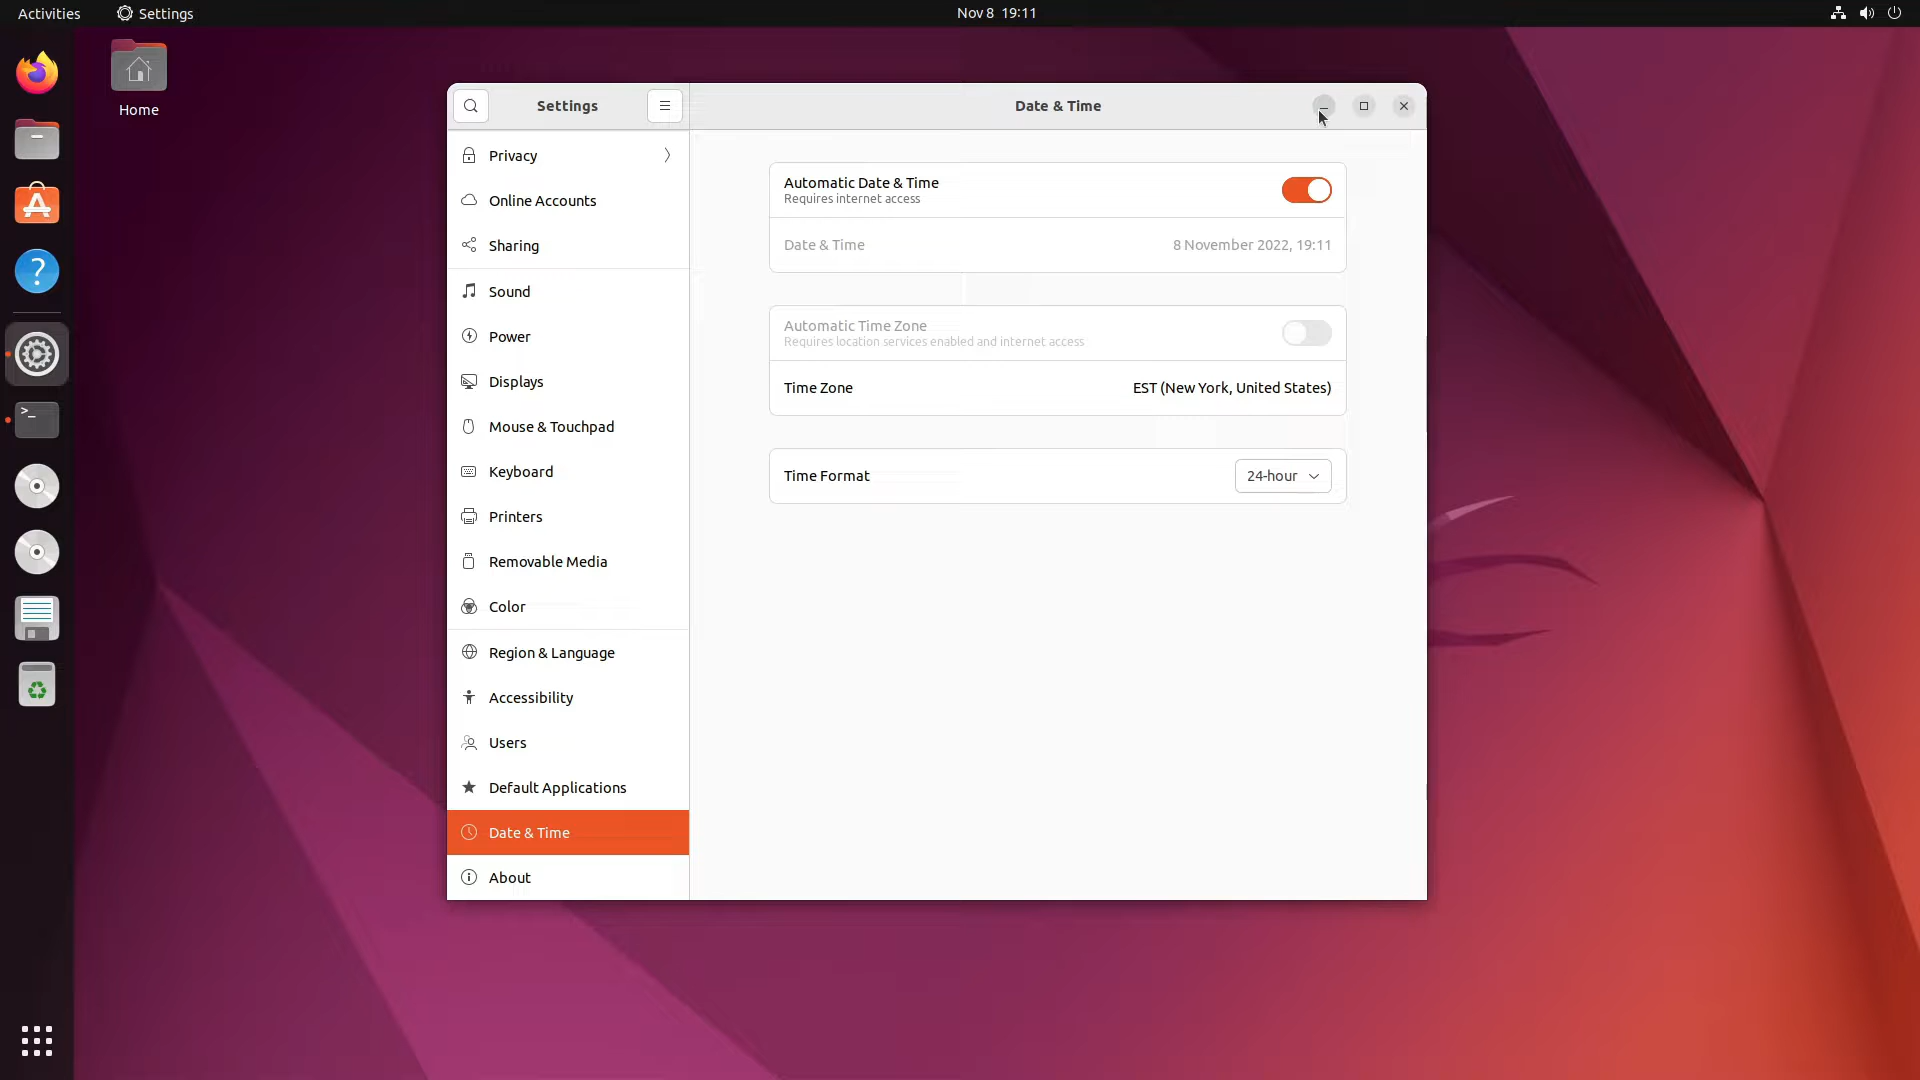 Activities
Settings
Nov 8 19:11
Home
Settings
Date & Time
Privacy
Online Accounts
Sharing
Sound
Power
Displays
Mouse & Touchpad
Keyboard
Printers
Removable Media
Color
Region & Language
Accessibility
Users
Default Applications
Date & Time
About
Automatic Date & Time
Requires internet access
Date & Time 8 November 2022, 19:11
Automatic Time Zone
Requires location services enabled and internet access
Time Zone EST (New York, United States)
Time Format 24-hour